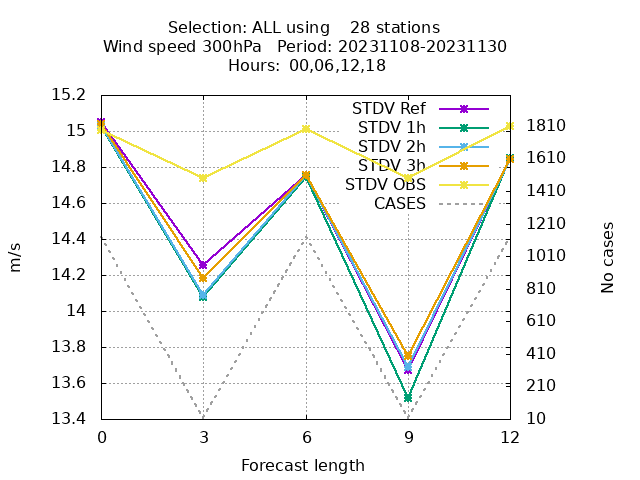 Selection: ALL using    28 stations
Wind speed 300hPa   Period: 20231108-20231130
Hours:  00,06,12,18
15.2
15
14.8
14.6
14.4
14.2
14
13.8
13.6
13.4
m/s
STDV Ref
STDV 1h
STDV 2h
STDV 3h
STDV OBS
CASES
1810
1610
1410
1210
1010
810
610
410
210
10
No cases
0
3
6
9
12
Forecast length